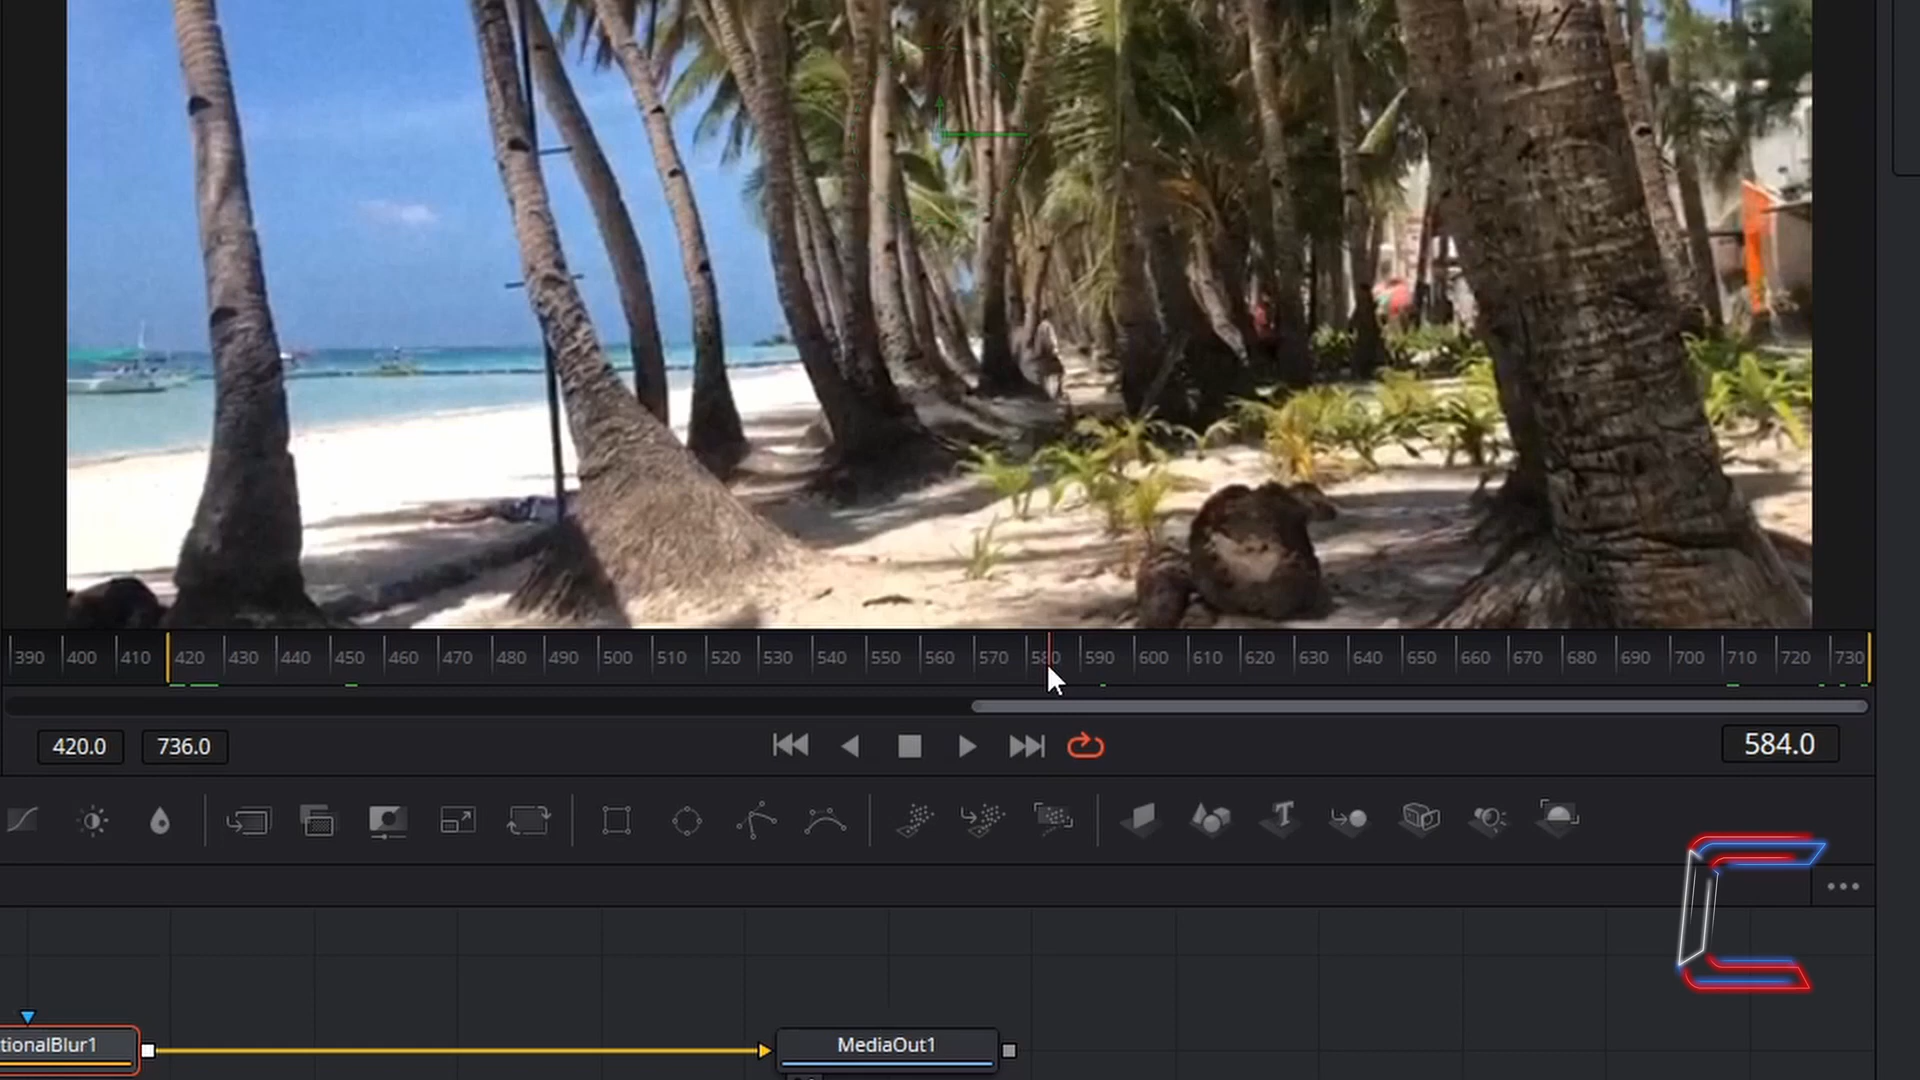 390 400 410 420 430 440 450 460 470 480 490 500 510 520 530 540 550 560 570 580 590 600 610 620 630 640 650 660 670 680 690 700 710 720 730
420.0 736.0 584.0
T
tionalBlur1 MediaOut1